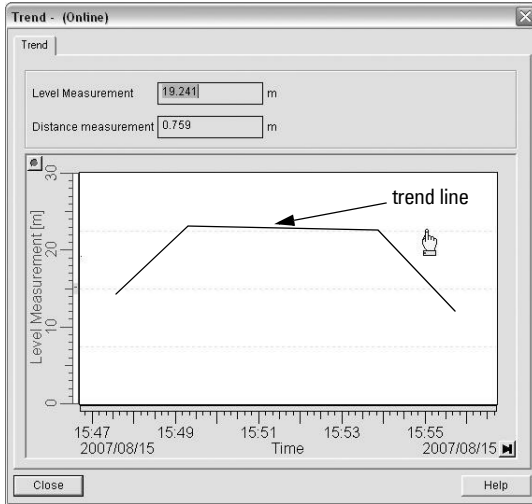 Trend - (Online)
Trend
Level Measurement 19.241 m
Distance measurement 0.759 m
trend line
Level Measurement [m]
30
20
10
0
15:47 15:49 15:51 15:53 15:55
2007/08/15 Time 2007/08/15
Close Help